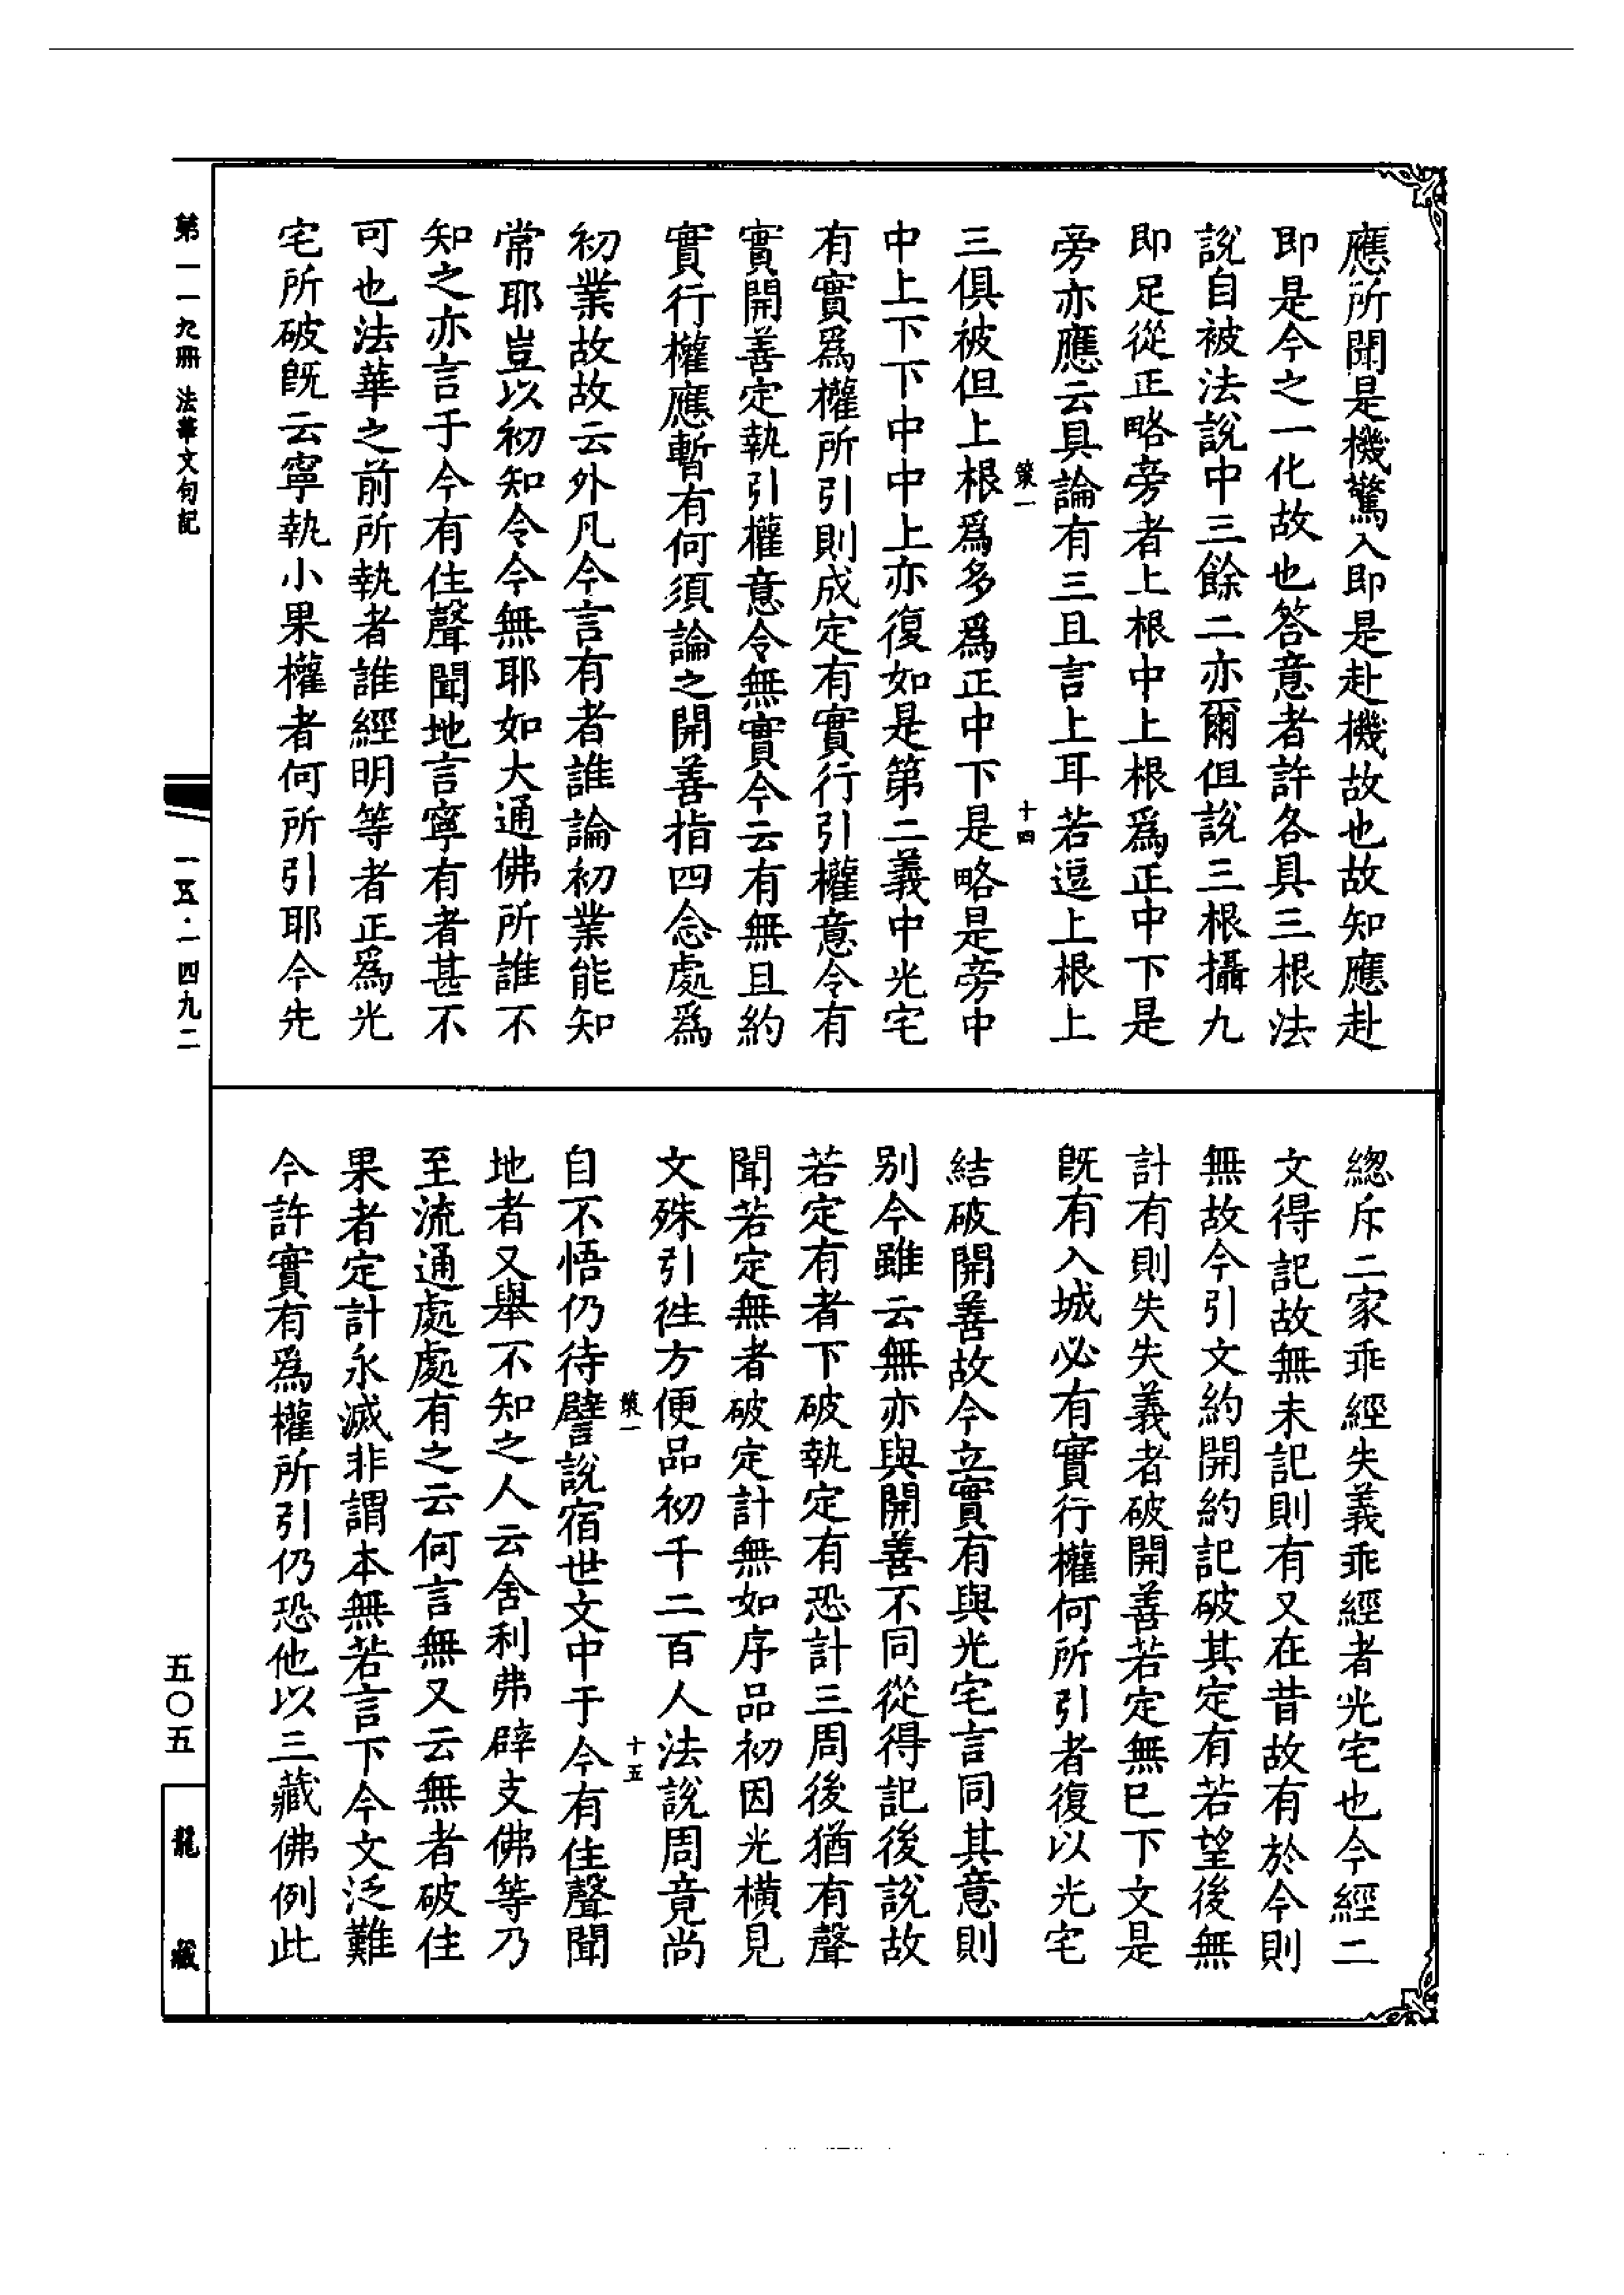 應所聞是機驚入即是赴機故也故知應赴
即是今之一化故也答意者許各具三根法
說自被法說中三餘二亦爾但說三根攝九
即足從正略旁者上根中上根爲正中下是
旁亦應云具論有三且言上耳若逗上根上
策一
十四
三俱被但上根爲多爲正中下是略是旁中
中上下下中中上亦復如是第二義中光宅
有實爲權所引則成定有實行引權意令有
實開善定執引權意令無實今云有無且約
實行權應暫有何須論之開善指四念處爲
初業故故云外凡今言有者誰論初業能知
常耶豈以初知令今無耶如大通佛所誰不
知之亦言于今有住聲聞地言寧有者甚不
可也法華之前所執者誰經明等者正爲光
宅所破旣云寧執小果權者何所引耶今先
總斥二家乖經失義乖經者光宅也今經二
文得記故無未記則有又在昔故有於今則
無故今引文約開約記破其定有若望後無
計有則失失義者破開善若定無巳下文是
旣有入城必有實行權何所引者復以光宅
結破開善故今立實有與光宅言同其意則
別今雖云無亦與開善不同從得記後說故
若定有者下破執定有恐計三周後猶有聲
聞若定無者破定計無如序品初因光橫見
文殊引徃方便品初千二百人法說周竟尚
策一
十五
自不悟仍待譬說宿世文中于今有住聲聞
地者又舉不知之人云舍利弗辟支佛等乃
至流通處處有之云何言無又云無者破住
果者定計永滅非謂本無若言下今文泛難
今許實有爲權所引仍恐他以三藏佛例此
第一一九冊 法華文句記
一五·一四九二
五〇五
龍藏